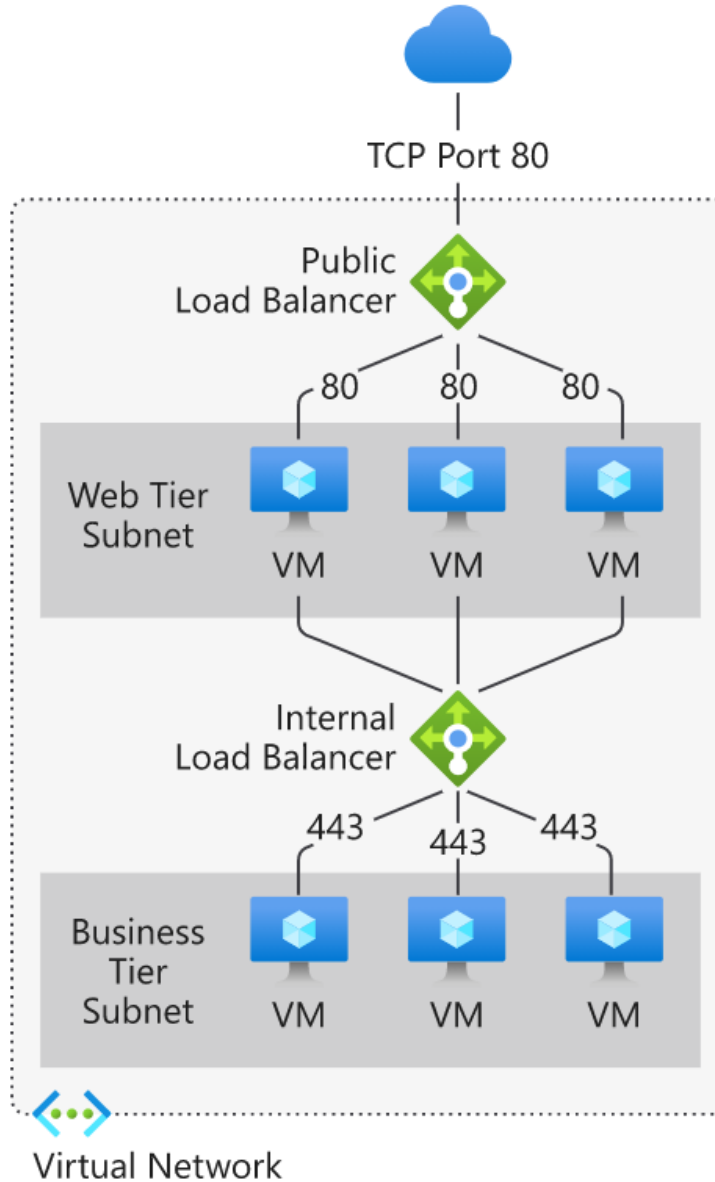 TCP Port 80
Public
Load Balancer
80 80 80
Web Tier
Subnet
VM VM VM
Internal
Load Balancer
443 443 443
Business
Tier
Subnet
VM VM VM
Virtual Network